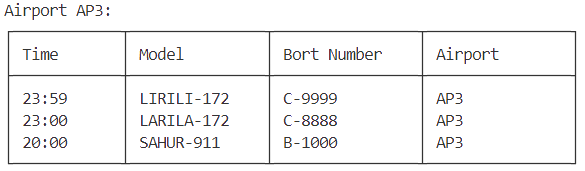 Airport AP3:
Time Model Bort Number Airport
23:59 LIRILI-172 C-9999 AP3
23:00 LARILA-172 C-8888 AP3
20:00 SAHUR-911 B-1000 AP3